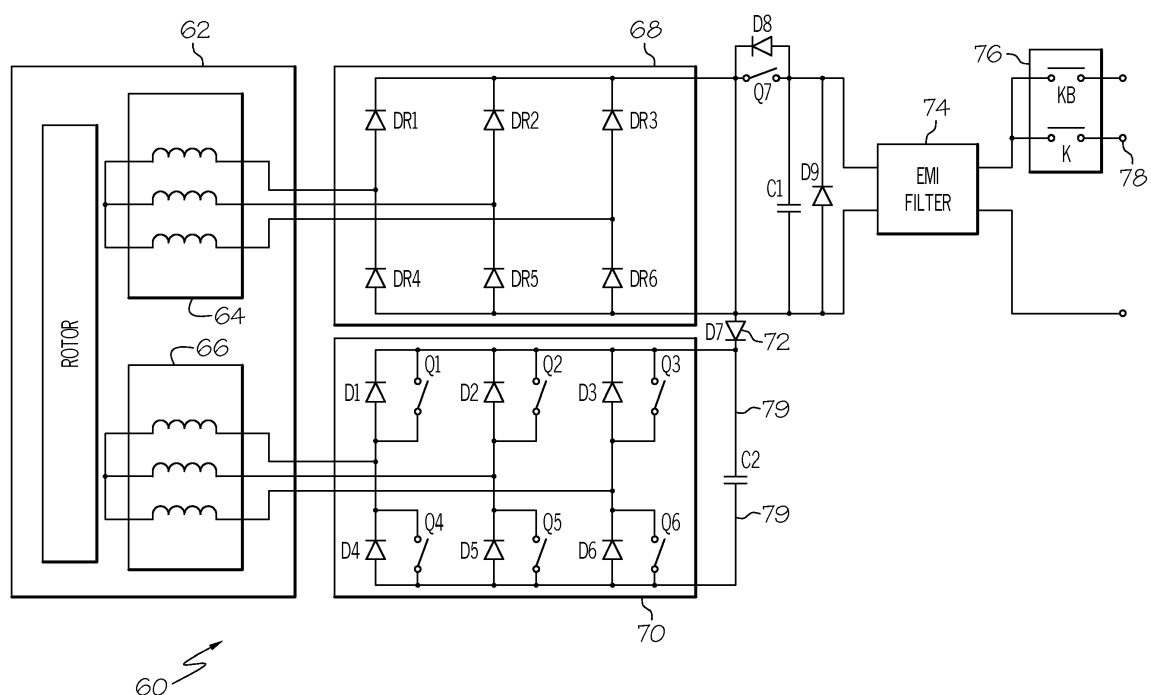 62
68
D8
76
KB
Q7
74
K
78
DR1
DR2
DR3
EMI
FILTER
D9
C1
DR4
DR5
DR6
64
D7
72
ROTOR
66
Q1
Q2
Q3
D1
D2
D3
79
C2
79
Q4
Q5
Q6
D4
D5
D6
70
60